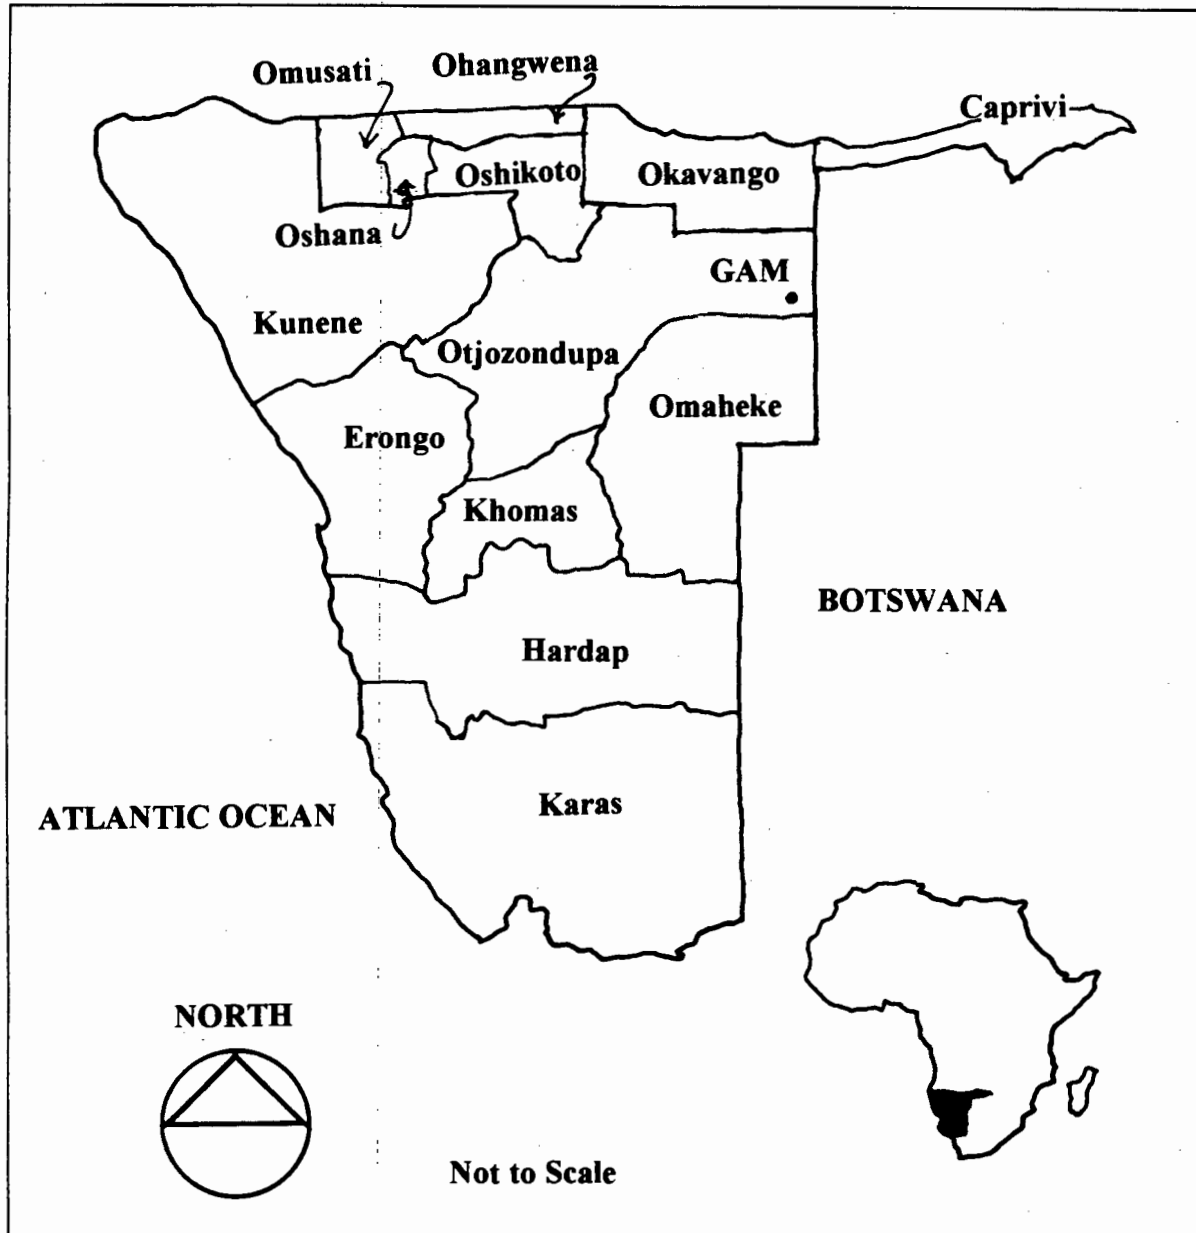 Omusati
Ohangwena
Caprivi
Oshikoto
Okavango
Oshana
GAM
Kunene
Otjozondupa
Omaheke
Erongo
Khomas
BOTSWANA
Hardap
Karas
ATLANTIC OCEAN
NORTH
Not to Scale